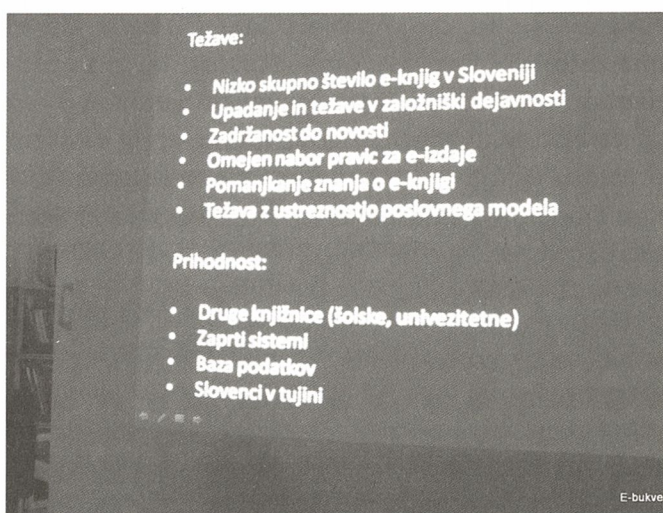 Težave:
• Nizko skupno število e-knjig v Sloveniji
• Upadanje in težave v založniški dejavnosti
• Zadržanost do novosti
• Omejen nabor pravic za e-izdaje
• Pomanjkanje znanja o e-knjigi
• Težava z ustreznostjo poslovnega modela
Prihodnost:
• Druge knjižnice (šolske, univezitetne)
• Zaprti sistemi
• Baza podatkov
• Slovenci v tujini
E-bukve